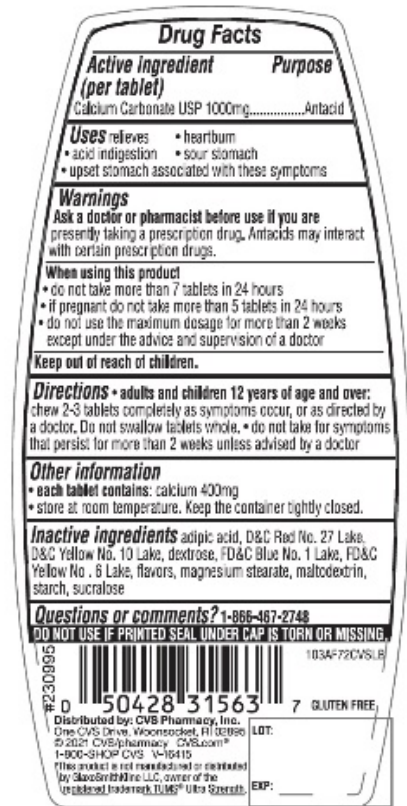 Drug Facts
Active ingredient Purpose
(per tablet)
Calcium Carbonate USP 1000mg...............Antacid
Uses relieves • heartburn
• acid indigestion • sour stomach
• upset stomach associated with these symptoms
Warnings
Ask a doctor or pharmacist before use if you are
presently taking a prescription drug. Antacids may interact
with certain prescription drugs.
When using this product
• do not take more than 7 tablets in 24 hours
• if pregnant do not take more than 5 tablets in 24 hours
• do not use the maximum dosage for more than 2 weeks
except under the advice and supervision of a doctor
Keep out of reach of children.
Directions • adults and children 12 years of age and over:
chew 2-3 tablets completely as symptoms occur, or as directed by
a doctor. Do not swallow tablets whole. • do not take for symptoms
that persist for more than 2 weeks unless advised by a doctor
Other information
• each tablet contains: calcium 400mg
• store at room temperature. Keep the container tightly closed.
Inactive ingredients adipic acid, D&C Red No. 27 Lake,
D&C Yellow No. 10 Lake, dextrose, FD&C Blue No. 1 Lake, FD&C
Yellow No . 6 Lake, flavors, magnesium stearate, maltodextrin,
starch, sucralose
Questions or comments? 1-866-467-2748
DO NOT USE IF PRINTED SEAL UNDER CAP IS TORN OR MISSING.
#230995
103AF72CVSLB
0 50428 31563 7 GLUTEN FREE
Distributed by: CVS Pharmacy, Inc.
One CVS Drive, Woonsocket, RI 02895
© 2021 CVS/pharmacy CVS.com®
1-800-SHOP CVS V-16415
*This product is not manufactured or distributed
by GlaxoSmithKline LLC, owner of the
registered trademark TUMS® Ultra Strength.
LOT:
EXP: